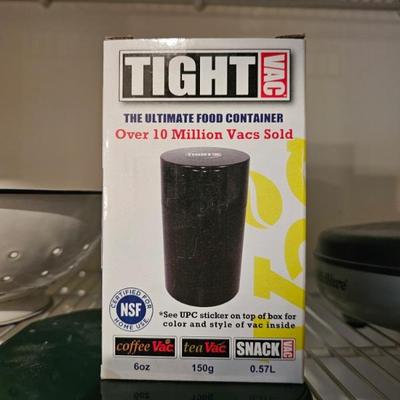 TIGHT VAC
THE ULTIMATE FOOD CONTAINER
Over 10 Million Vacs Sold
TIGHT
CERTIFIED FOR
NSF
HOME USE
*See UPC sticker on top of box for
color and style of vac inside
coffee Vac tea Vac SNACK VAC
6oz 150g 0.57L